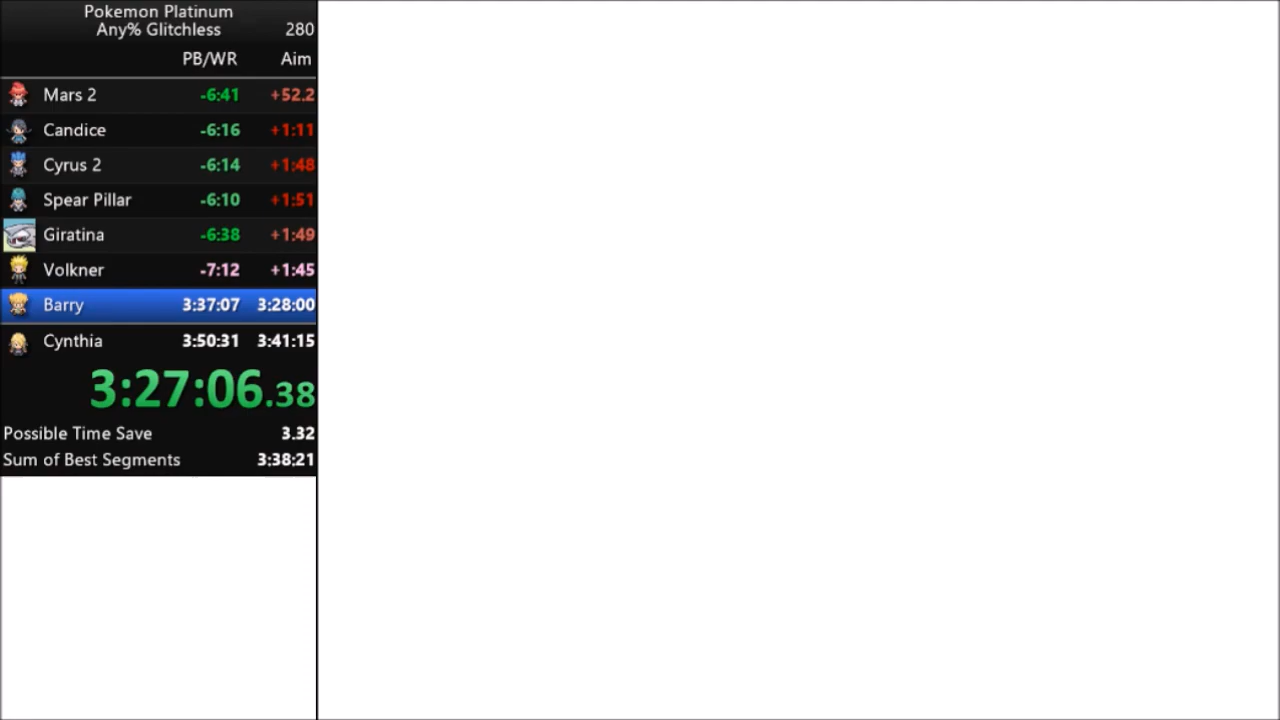 Pokemon Platinum
Any% Glitchless 280
PB/WR Aim
Mars 2 -6:41 +52.2
Candice -6:16 +1:11
Cyrus 2 -6:14 +1:48
Spear Pillar -6:10 +1:51
Giratina -6:38 +1:49
Volkner -7:12 +1:45
Barry 3:37:07 3:28:00
Cynthia 3:50:31 3:41:15
3:27:06.38
Possible Time Save 3.32
Sum of Best Segments 3:38:21